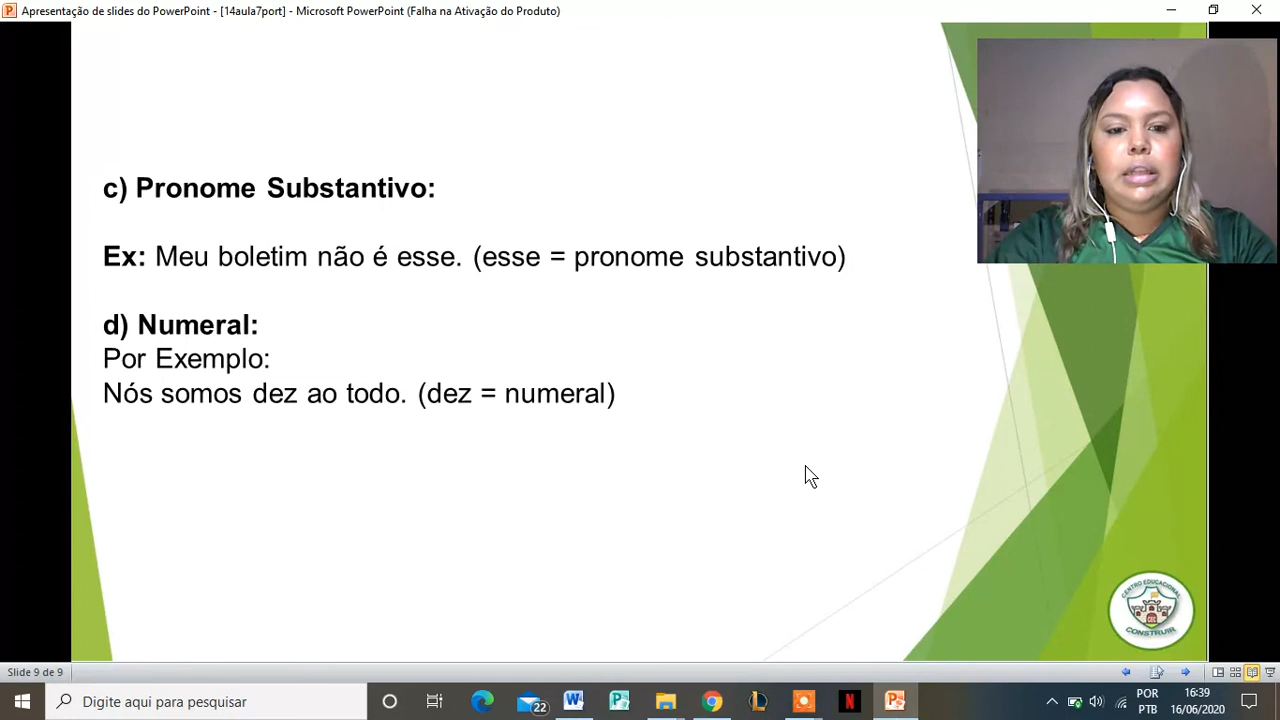 Apresentação de slides do PowerPoint - [14aula7port] - Microsoft PowerPoint (Falha na Ativação do Produto)
c) Pronome Substantivo:
Ex: Meu boletim não é esse. (esse = pronome substantivo)
d) Numeral:
Por Exemplo:
Nós somos dez ao todo. (dez = numeral)
CENTRO EDUCACIONAL
CEC
CONSTRUIR
Slide 9 de 9
Digite aqui para pesquisar
22
POR
PTB
16:39
16/06/2020